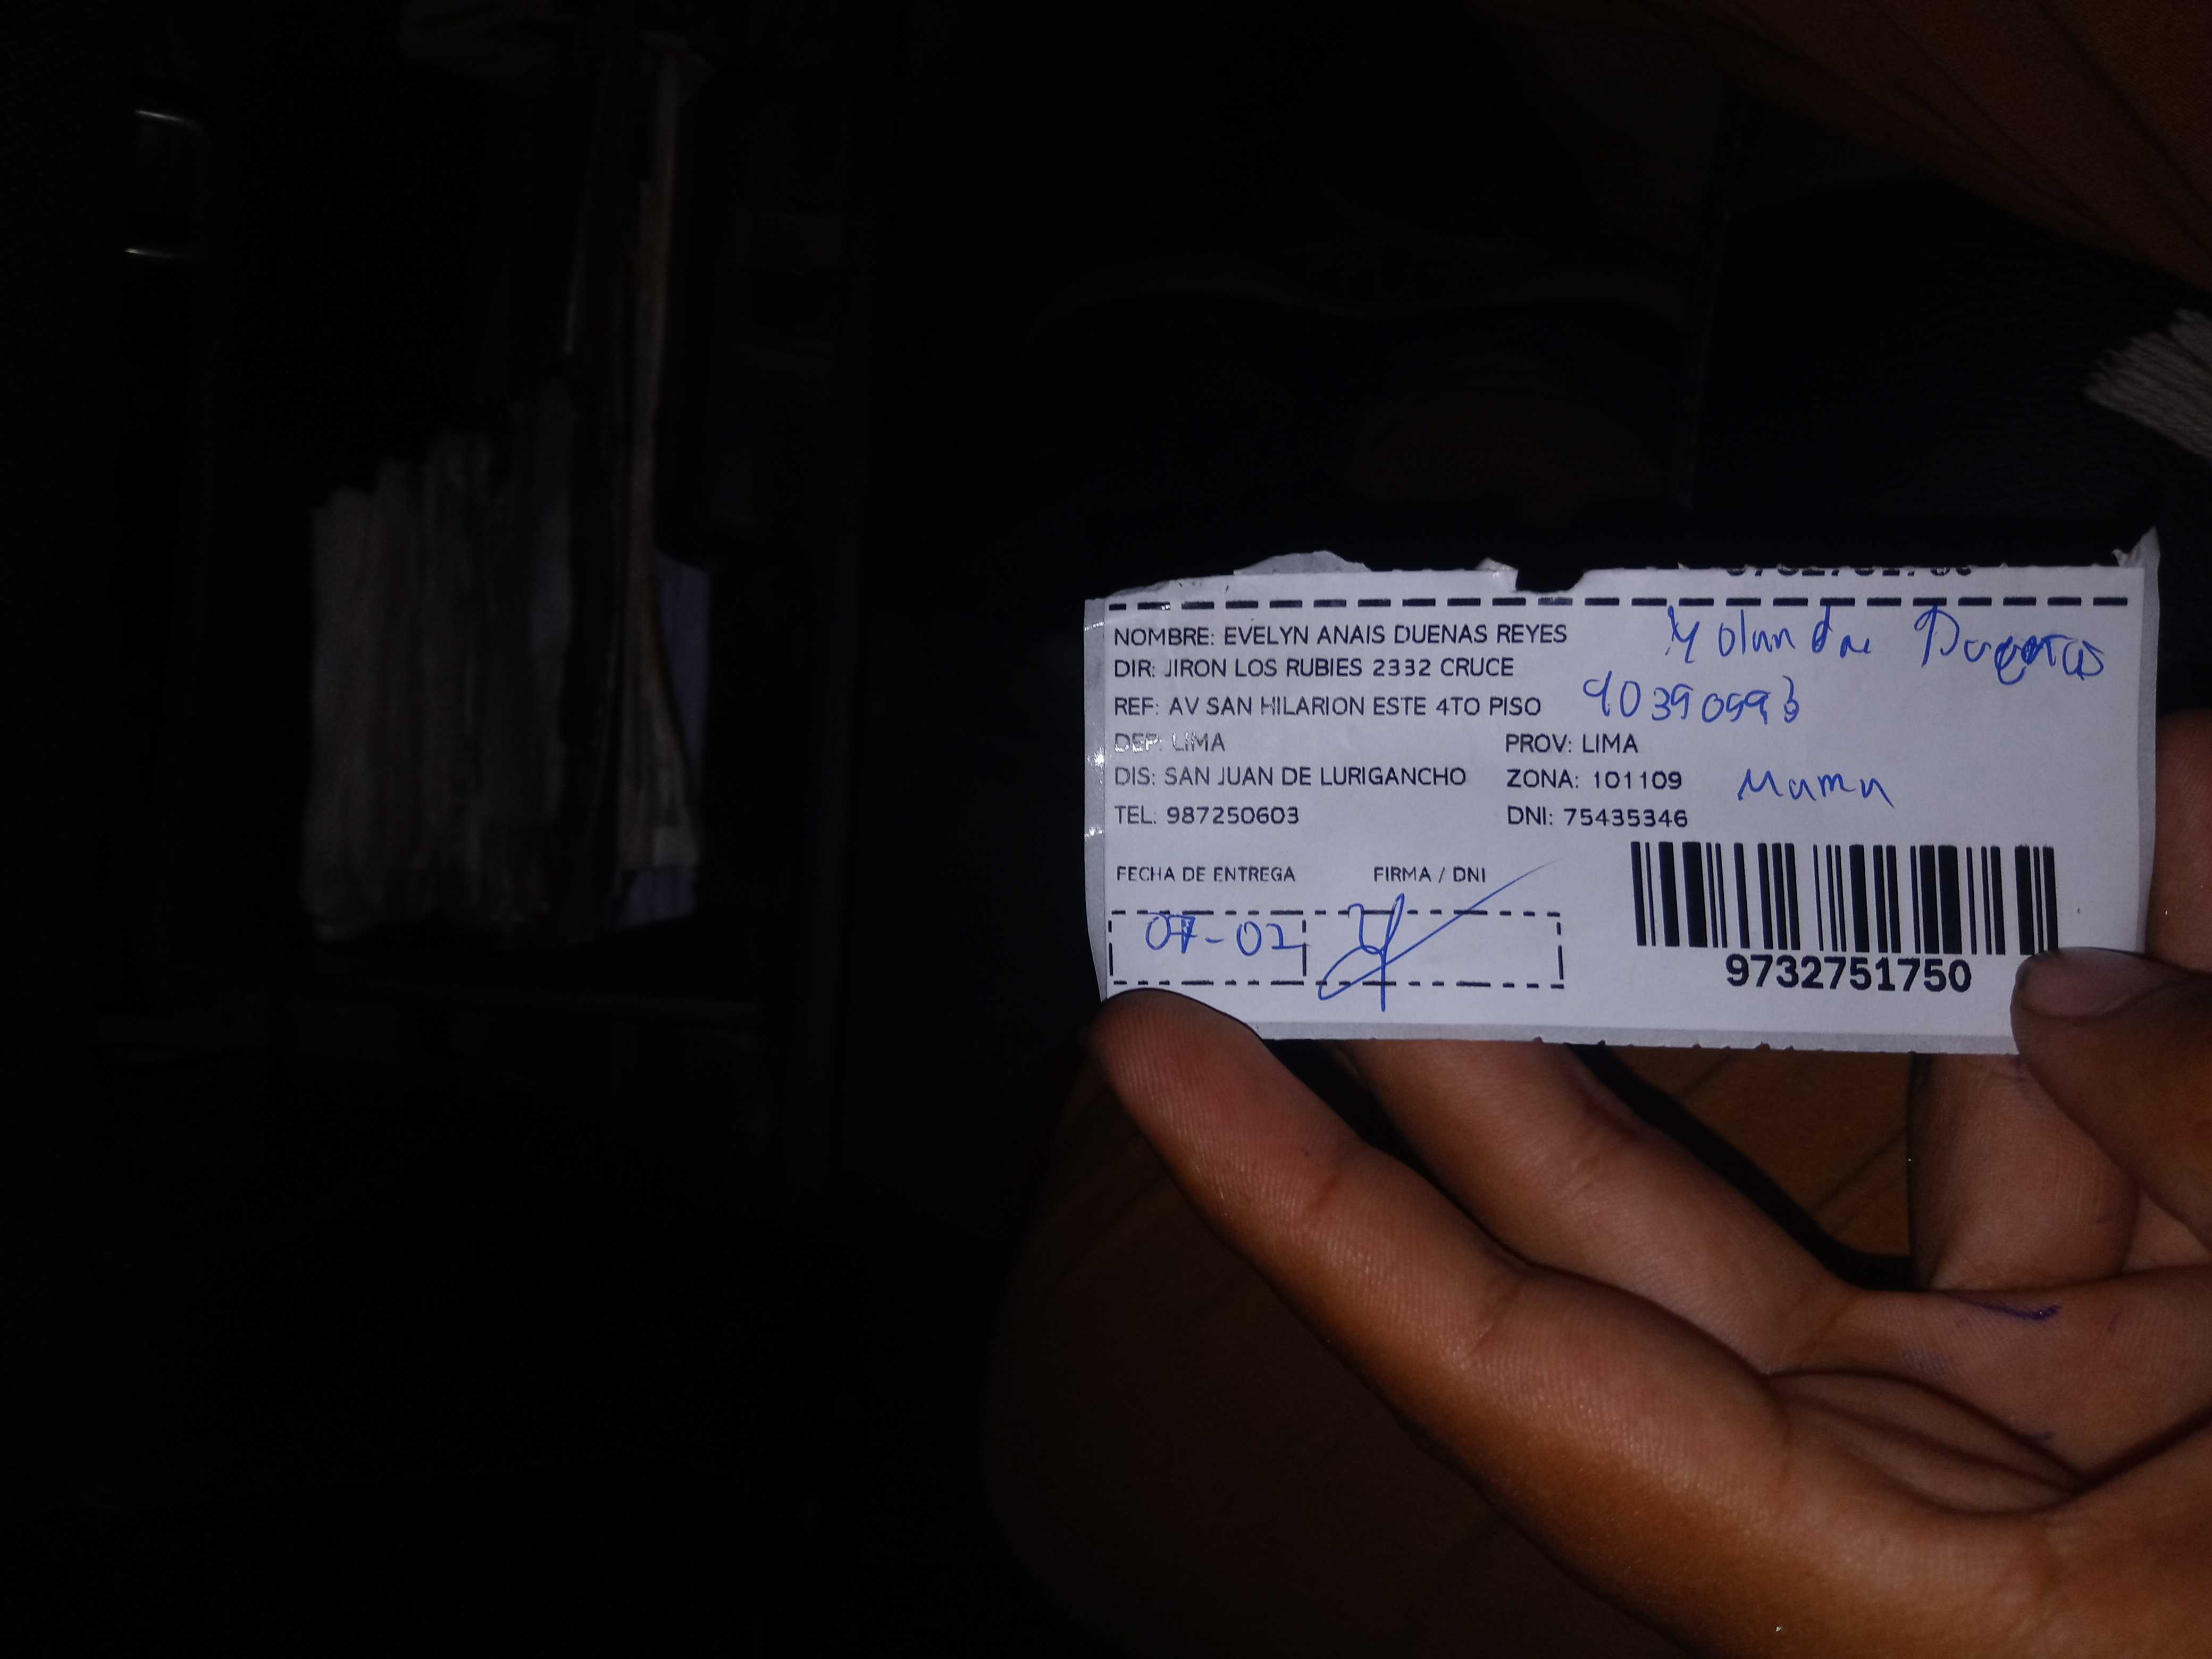 NOMBRE: EVELYN ANAIS DUENAS REYES
Yolanda
DIR: JIRON LOS RUBIES 2332 CRUCE
REF: AV SAN HILARION ESTE 4TO PISO
DEP: LIMA PROV: LIMA
DIS: SAN JUAN DE LURIGANCHO ZONA: 101109
Mama
TEL: 987250603 DNI: 75435346
FECHA DE ENTREGA FIRMA / DNI
07-02
9732751750